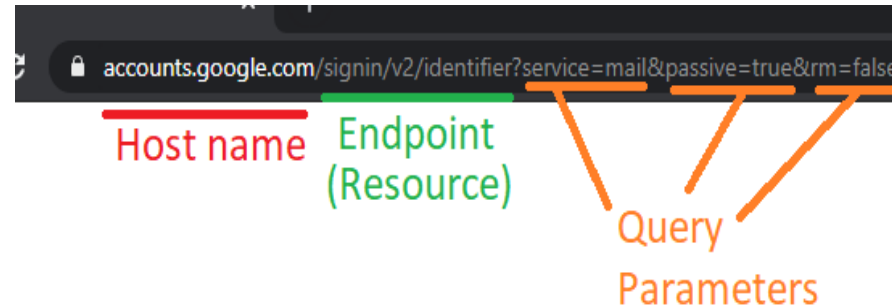 accounts.google.com/signin/v2/identifier?service=mail&passive=true&rm=false
Host name
Endpoint
(Resource)
Query
Parameters